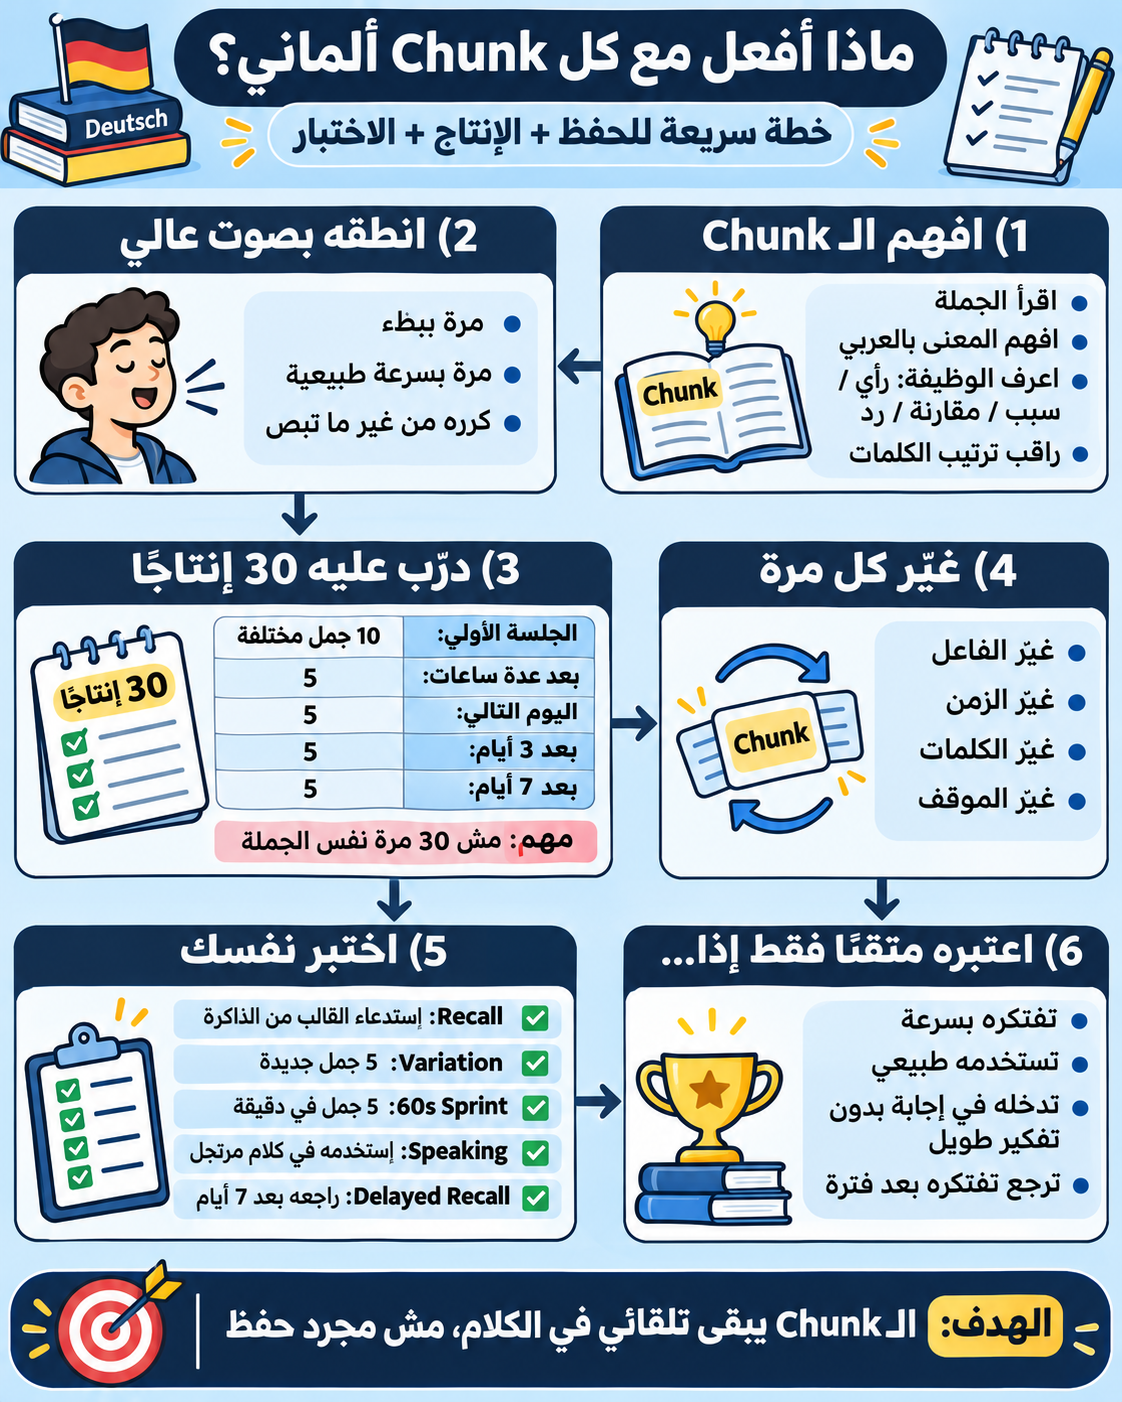 ماذا أفعل مع كل Chunk ألماني؟
خطة سريعة للحفظ + الإنتاج + الاختبار
Deutsch
1) افهم الـ Chunk
اقرأ الجملة
افهم المعنى بالعربي
اعرف الوظيفة: رأي /
سبب / مقارنة / رد
راقب ترتيب الكلمات
Chunk
2) انطقه بصوت عالي
مرة ببطء
مرة بسرعة طبيعية
كرره من غير ما تبص
3) درّب عليه 30 إنتاجًا
30 إنتاجًا
الجلسة الأولي: 10 جمل مختلفة
بعد عدة ساعات: 5
اليوم التالي: 5
بعد 3 أيام: 5
بعد 7 أيام: 5
مهم: مش 30 مرة نفس الجملة
4) غيّر كل مرة
غيّر الفاعل
غيّر الزمن
غيّر الكلمات
غيّر الموقف
Chunk
5) اختبر نفسك
Recall: إستدعاء القالب من الذاكرة
Variation: 5 جمل جديدة
60s Sprint: 5 جمل في دقيقة
Speaking: إستخدمه في كلام مرتجل
Delayed Recall: راجعه بعد 7 أيام
6) اعتبره متقنًا فقط إذا...
تفتكره بسرعة
تستخدمه طبيعي
تدخله في إجابة بدون
تفكير طويل
ترجع تفتكره بعد فترة
الهدف: الـ Chunk يبقى تلقائي في الكلام، مش مجرد حفظ